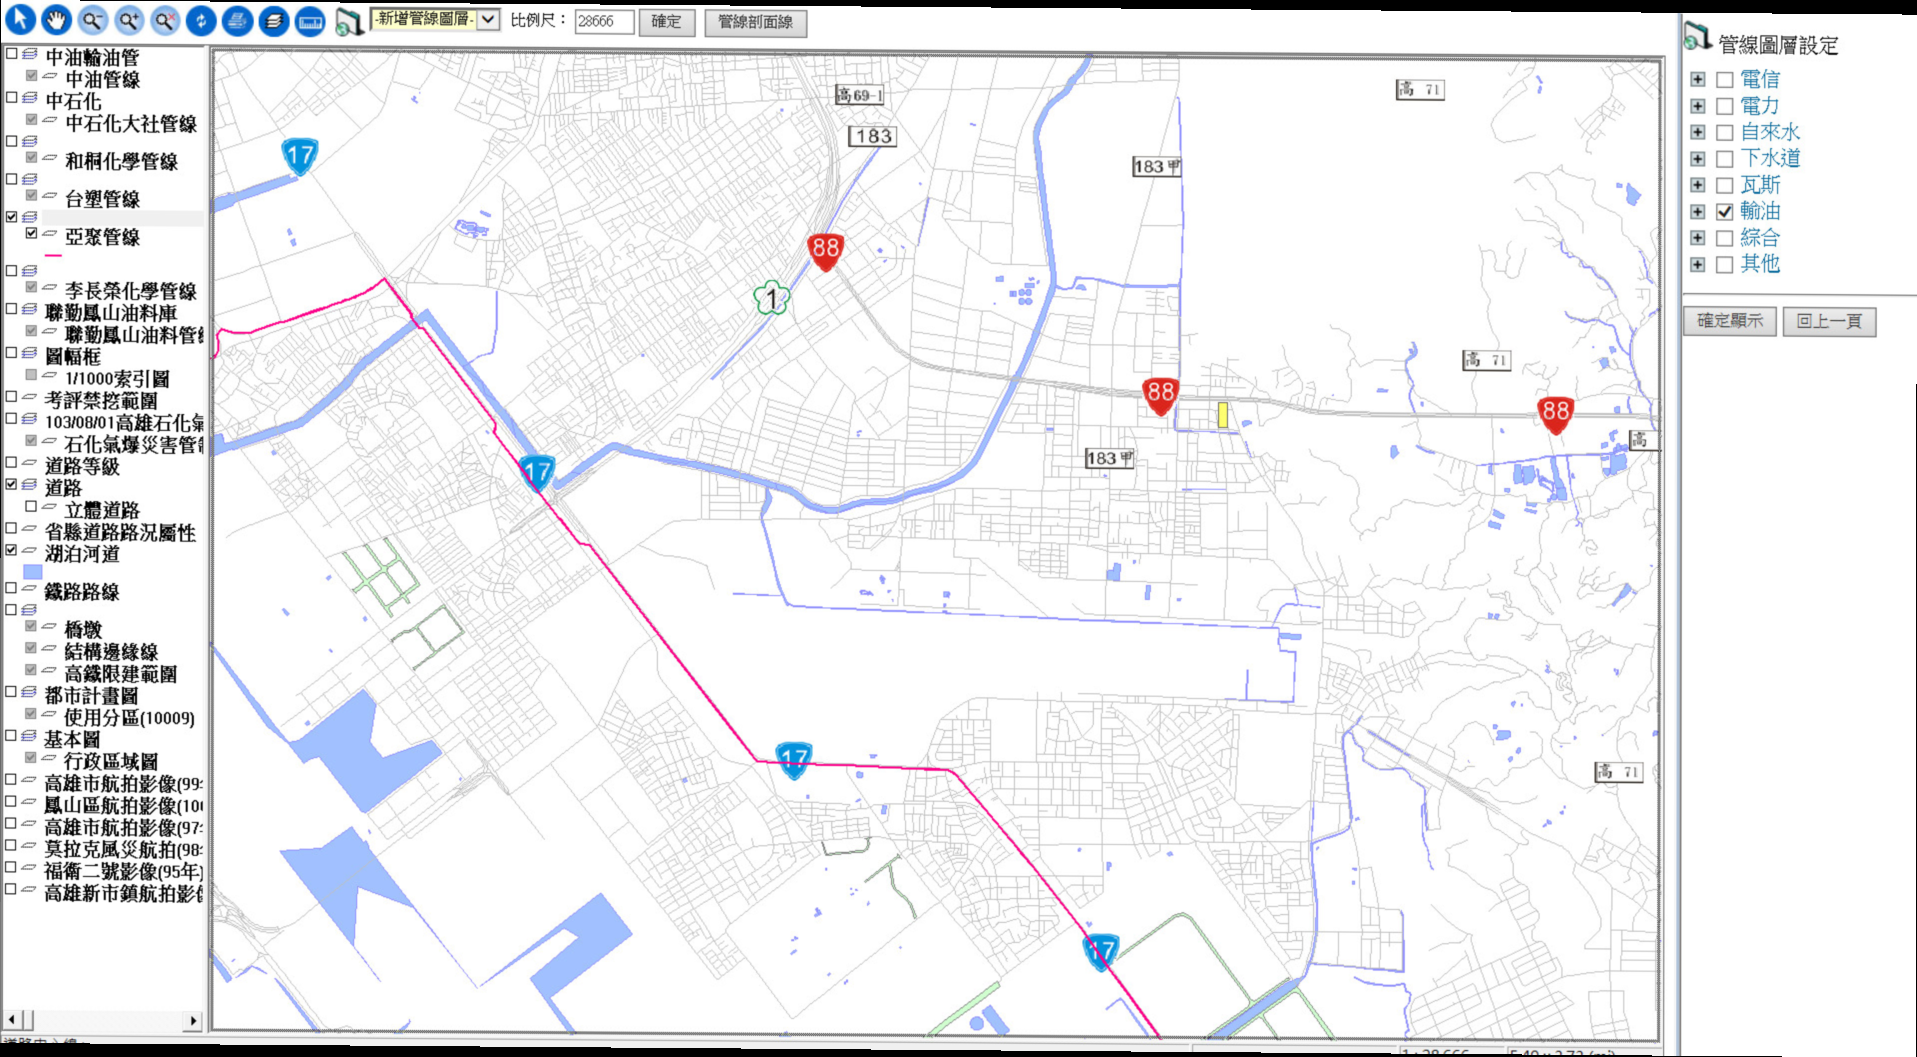 -新增管線圖層-
比例尺：
28666
確定
管線剖面線
中油輸油管
中油管線
中石化
中石化大社管線
和桐化學管線
台塑管線
亞聚管線
李長榮化學管線
聯勤鳳山油料庫
聯勤鳳山油料管
圖幅框
1/1000索引圖
考評禁挖範圍
103/08/01高雄石化氣
石化氣爆災害管
道路等級
道路
立體道路
省縣道路路況屬性
湖泊河道
鐵路路線
橋墩
結構邊緣線
高鐵限建範圍
都市計畫圖
使用分區(10009)
基本圖
行政區域圖
高雄市航拍影像(99
鳳山區航拍影像(10
高雄市航拍影像(97
莫拉克風災航拍(98
福衛二號影像(95年)
高雄新市鎮航拍影
17
高 69-1
183
183 甲
高 71
88
1
88
高 71
88
高
183 甲
17
17
高 71
17
管線圖層設定
電信
電力
自來水
下水道
瓦斯
輸油
綜合
其他
確定顯示
回上一頁